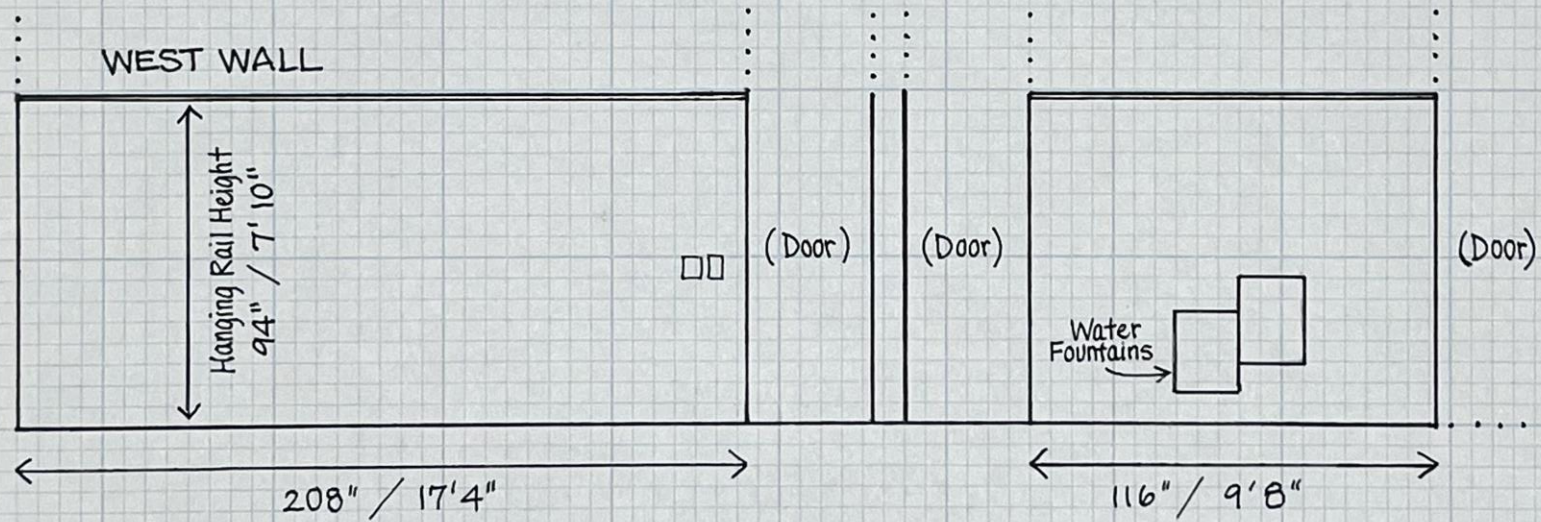 WEST WALL
Hanging Rail Height
94" / 7' 10"
(Door)
(Door)
(Door)
Water
Fountains
208" / 17'4"
116" / 9'8"